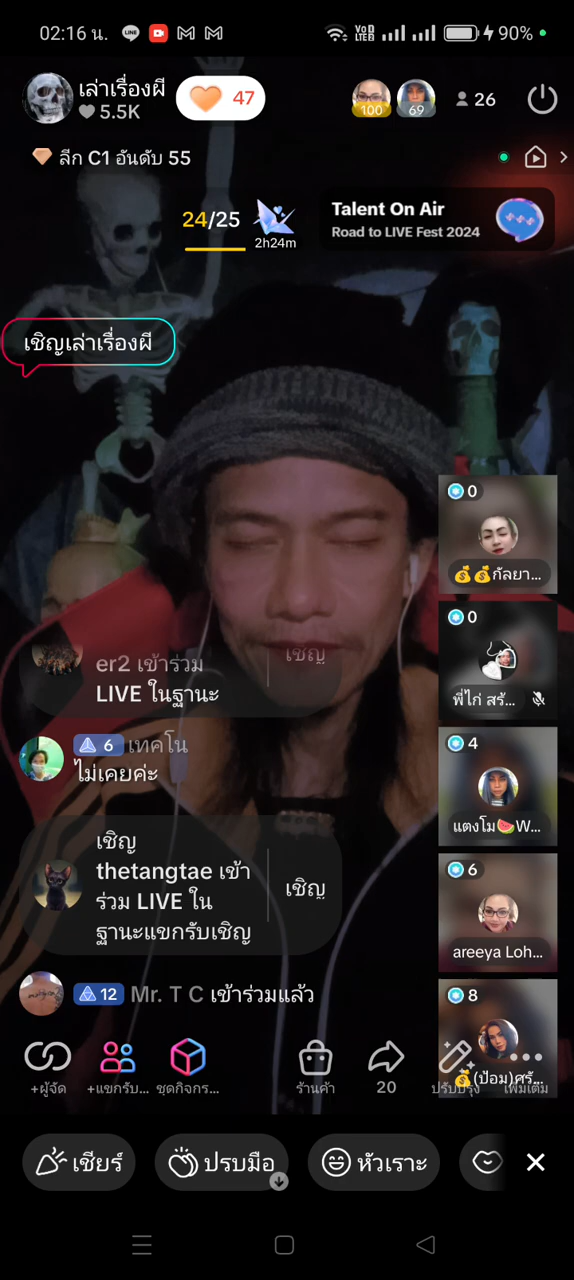 02:16 น.
VoD LTE2
90%
เล่าเรื่องผี
5.5K
47
100
69
26
ลีก C1 อันดับ 55
24/25
2h24m
Talent On Air
Road to LIVE Fest 2024
เชิญเล่าเรื่องผี
0
💰💰กัลยา...
0
พี่ไก่ สรั...
4
แตงโม🍉W...
6
areeya Loh...
8
💰(ป้อม)ศรั...
er2 เข้าร่วม
LIVE ในฐานะ
เชิญ
6 เทคโน
ไม่เคยค่ะ
เชิญ
thetangtae เข้า
ร่วม LIVE ใน
ฐานะแขกรับเชิญ
เชิญ
12 Mr. T C เข้าร่วมแล้ว
+ผู้จัด
+แขกรับ...
ชุดกิจกร...
ร้านค้า
20
ปรับปรุง
เพิ่มเติม
เชียร์
ปรบมือ
หัวเราะ